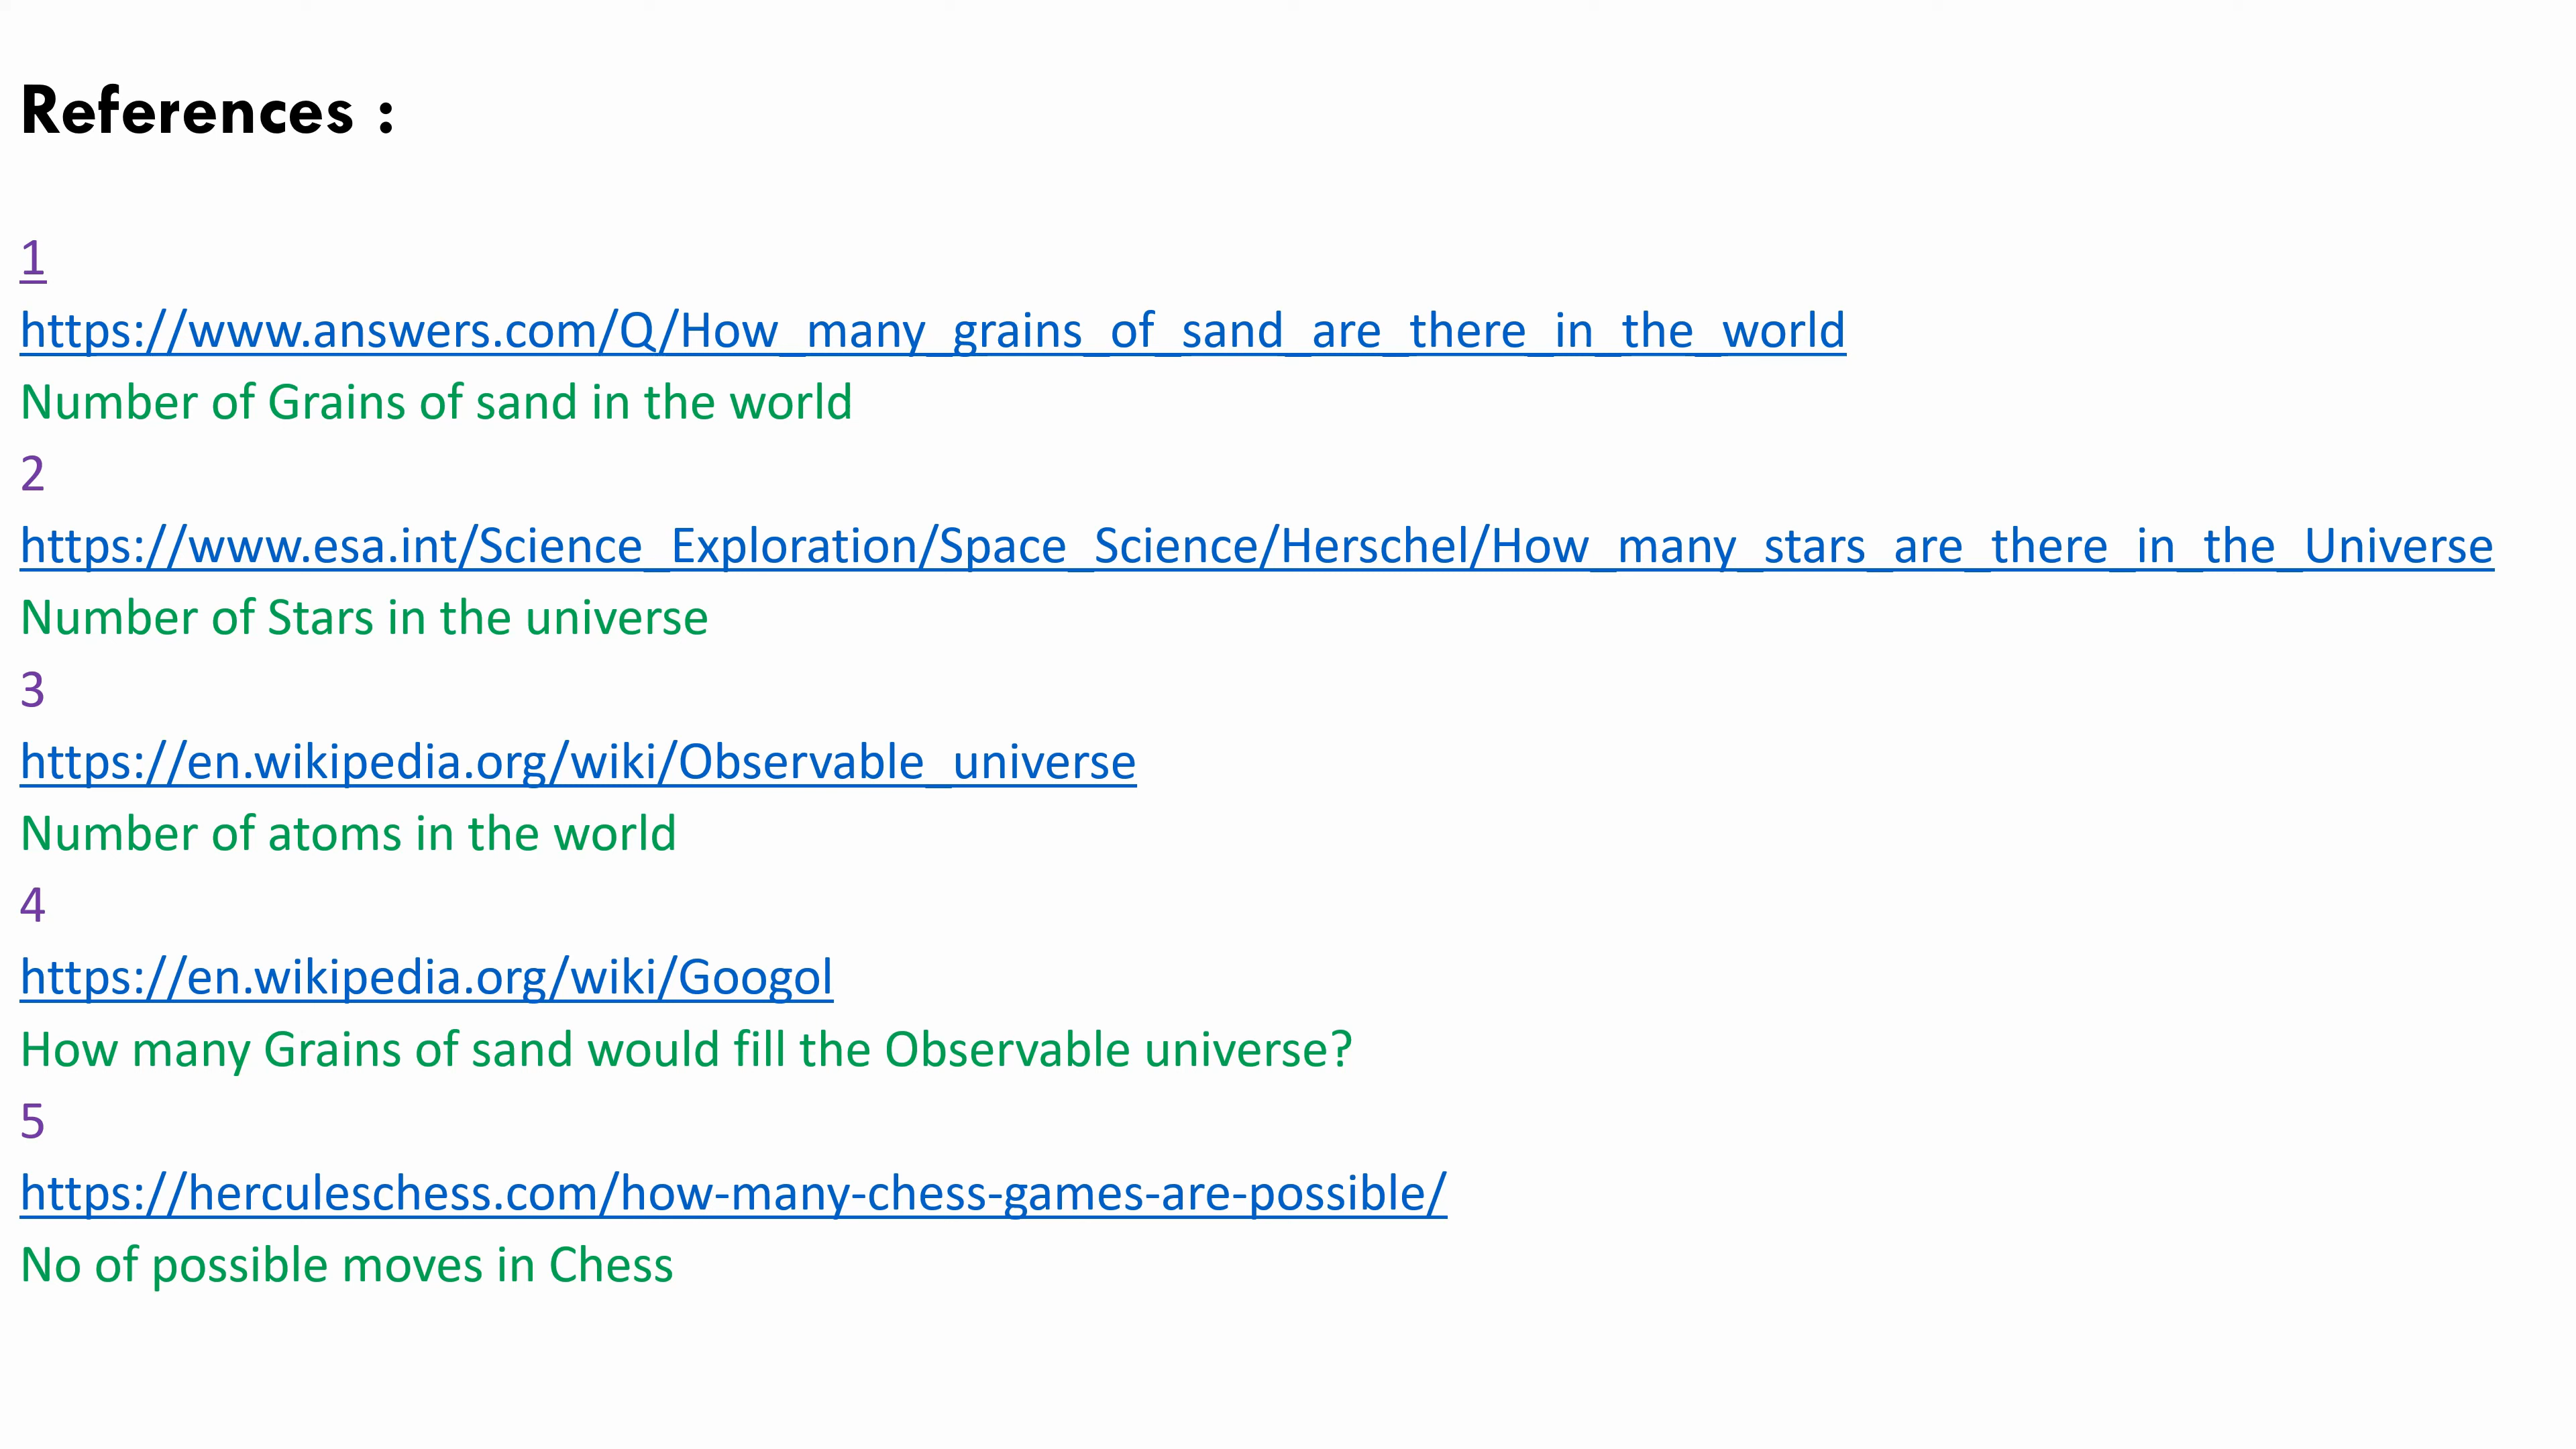 References :
1
https://www.answers.com/Q/How_many_grains_of_sand_are_there_in_the_world
Number of Grains of sand in the world
2
https://www.esa.int/Science_Exploration/Space_Science/Herschel/How_many_stars_are_there_in_the_Universe
Number of Stars in the universe
3
https://en.wikipedia.org/wiki/Observable_universe
Number of atoms in the world
4
https://en.wikipedia.org/wiki/Googol
How many Grains of sand would fill the Observable universe?
5
https://herculeschess.com/how-many-chess-games-are-possible/
No of possible moves in Chess